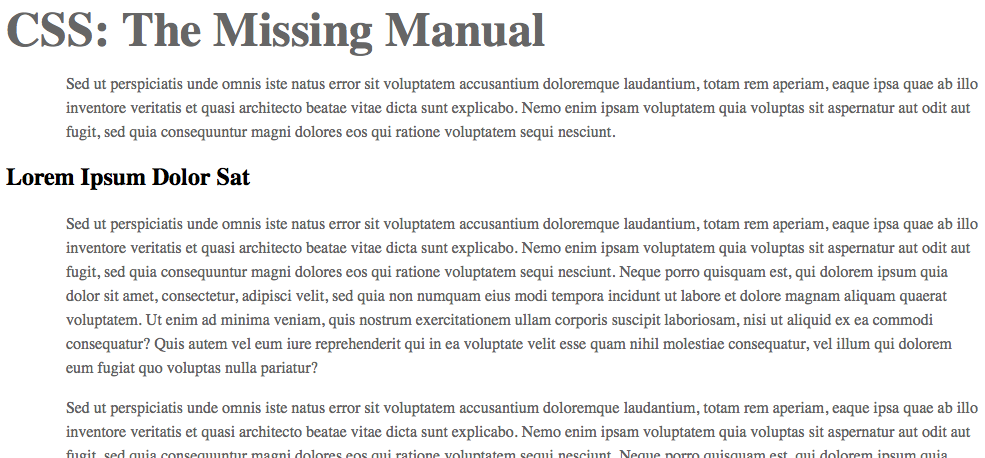 CSS: The Missing Manual
Sed ut perspiciatis unde omnis iste natus error sit voluptatem accusantium doloremque laudantium, totam rem aperiam, eaque ipsa quae ab illo
inventore veritatis et quasi architecto beatae vitae dicta sunt explicabo. Nemo enim ipsam voluptatem quia voluptas sit aspernatur aut odit aut
fugit, sed quia consequuntur magni dolores eos qui ratione voluptatem sequi nesciunt.
Lorem Ipsum Dolor Sat
Sed ut perspiciatis unde omnis iste natus error sit voluptatem accusantium doloremque laudantium, totam rem aperiam, eaque ipsa quae ab illo
inventore veritatis et quasi architecto beatae vitae dicta sunt explicabo. Nemo enim ipsam voluptatem quia voluptas sit aspernatur aut odit aut
fugit, sed quia consequuntur magni dolores eos qui ratione voluptatem sequi nesciunt. Neque porro quisquam est, qui dolorem ipsum quia
dolor sit amet, consectetur, adipisci velit, sed quia non numquam eius modi tempora incidunt ut labore et dolore magnam aliquam quaerat
voluptatem. Ut enim ad minima veniam, quis nostrum exercitationem ullam corporis suscipit laboriosam, nisi ut aliquid ex ea commodi
consequatur? Quis autem vel eum iure reprehenderit qui in ea voluptate velit esse quam nihil molestiae consequatur, vel illum qui dolorem
eum fugiat quo voluptas nulla pariatur?
Sed ut perspiciatis unde omnis iste natus error sit voluptatem accusantium doloremque laudantium, totam rem aperiam, eaque ipsa quae ab illo
inventore veritatis et quasi architecto beatae vitae dicta sunt explicabo. Nemo enim ipsam voluptatem quia voluptas sit aspernatur aut odit aut
fugit, sed quia consequuntur magni dolores eos qui ratione voluptatem sequi nesciunt. Neque porro quisquam est, qui dolorem ipsum quia